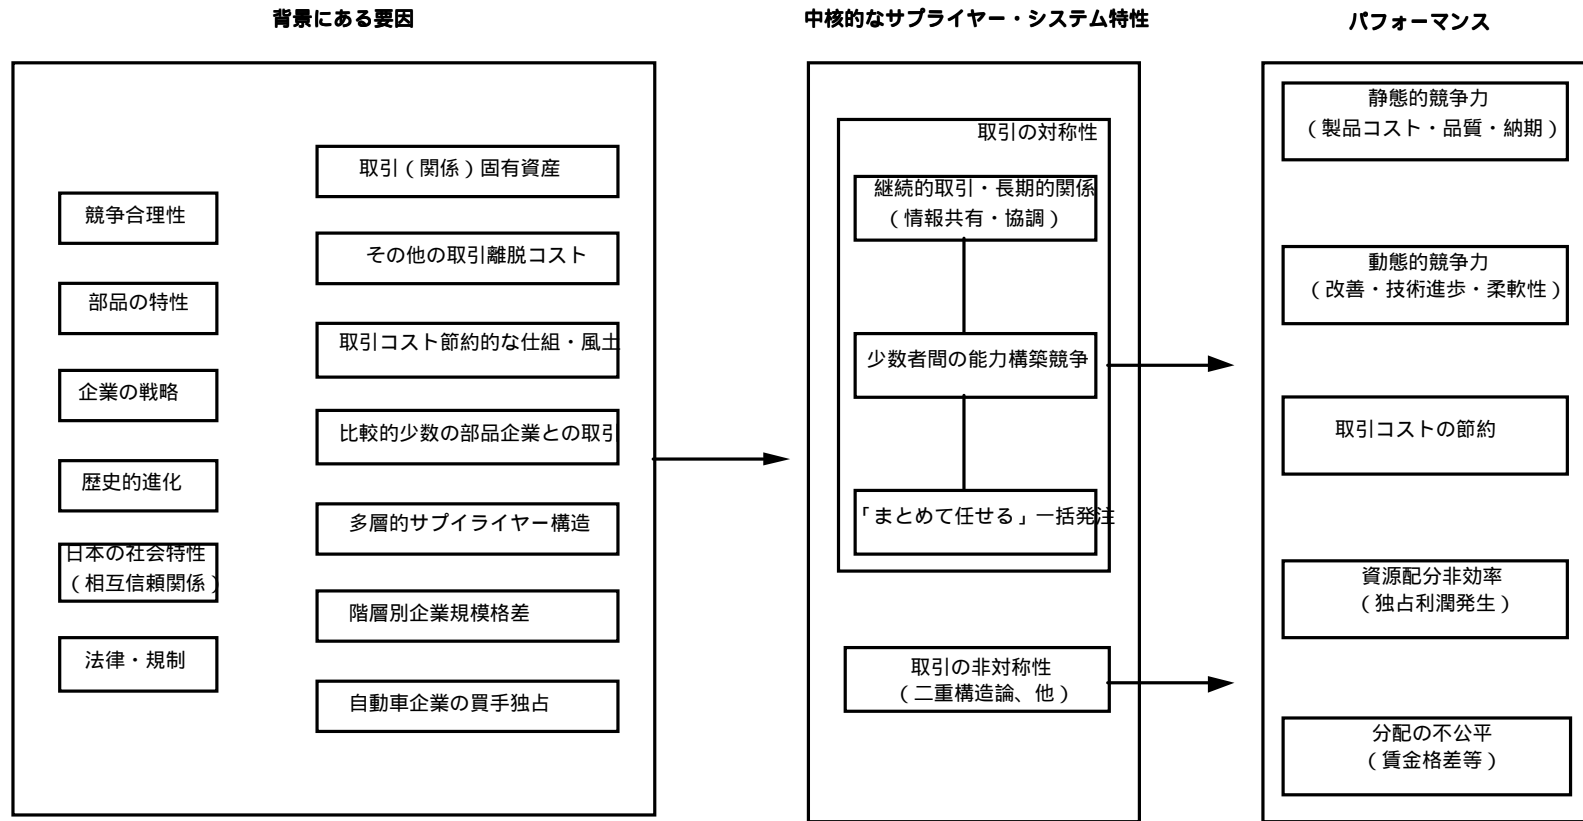 背景にある要因
競争合理性
部品の特性
企業の戦略
歴史的進化
日本の社会特性
（相互信頼関係）
法律・規制
取引（関係）固有資産
その他の取引離脱コスト
取引コスト節約的な仕組・風土
比較的少数の部品企業との取引
多層的サプイライヤー構造
階層別企業規模格差
自動車企業の買手独占
中核的なサプライヤー・システム特性
取引の対称性
継続的取引・長期的関係
（情報共有・協調）
少数者間の能力構築競争
「まとめて任せる」一括発注
取引の非対称性
（二重構造論、他）
パフォーマンス
静態的競争力
（製品コスト・品質・納期）
動態的競争力
（改善・技術進歩・柔軟性）
取引コストの節約
資源配分非効率
（独占利潤発生）
分配の不公平
（賃金格差等）